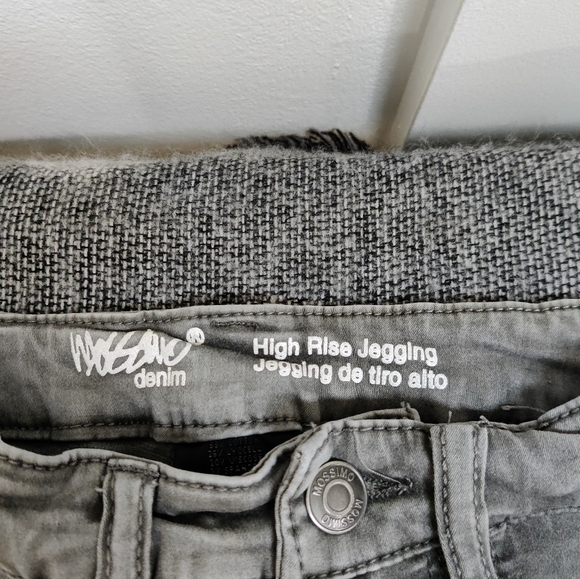 MOSSIMO®
denim
High Rise Jegging
Jegging de tiro alto
MOSSIMO MOSSIMO